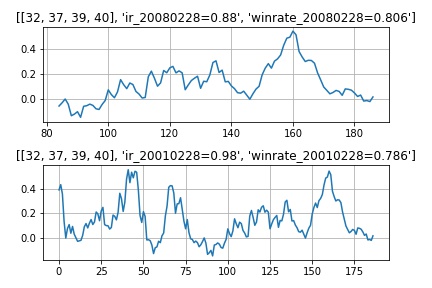 [[32, 37, 39, 40], 'ir_20080228=0.88', 'winrate_20080228=0.806']
0.4
0.2
0.0
80 100 120 140 160 180
[[32, 37, 39, 40], 'ir_20010228=0.98', 'winrate_20010228=0.786']
0.4
0.2
0.0
0 25 50 75 100 125 150 175